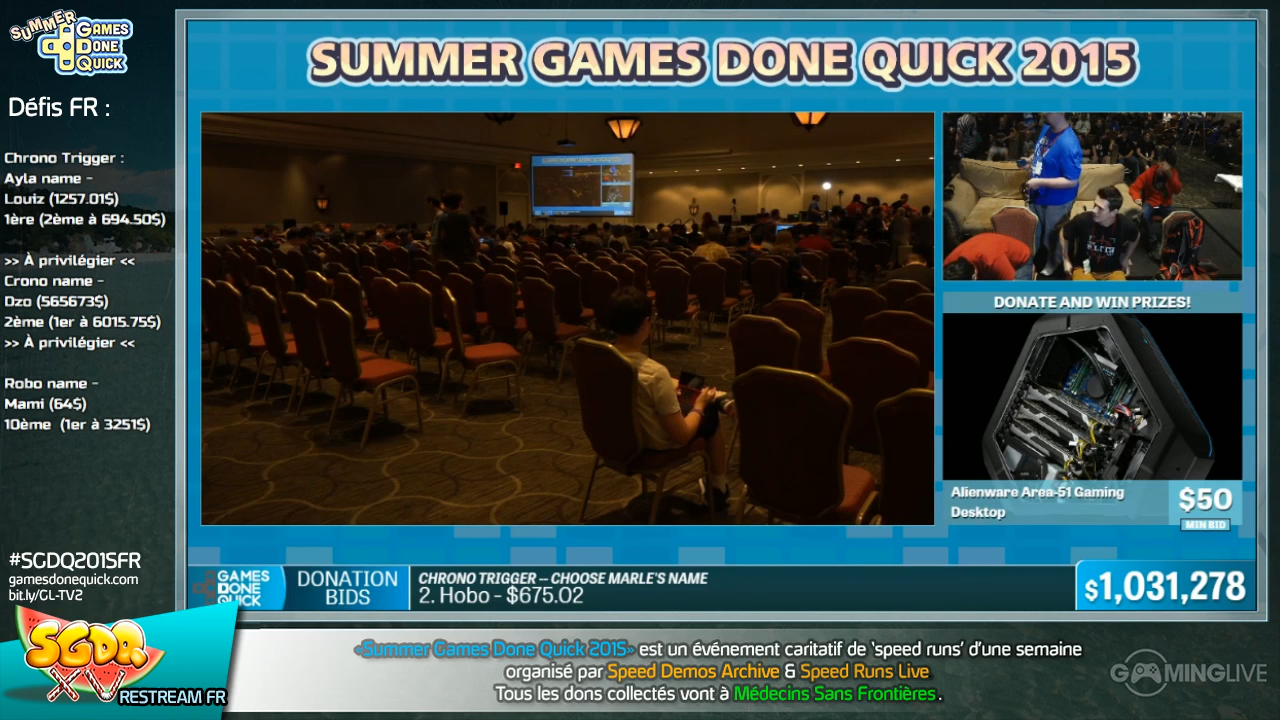 SUMMER
GAMES
DONE
QUICK
Défis FR :
Chrono Trigger :
Ayla name -
Louiz (1257.01$)
1ère (2ème à 694.50$)
>> À privilégier <<
Crono name -
Dzo (565673$)
2ème (1er à 6015.75$)
>> À privilégier <<
Robo name -
Mami (64$)
10ème (1er à 3251$)
#SGDQ2015FR
gamesdonequick.com
bit.ly/GL-TV2
SGDQ
RESTREAM FR
SUMMER GAMES DONE QUICK 2015
DONATE AND WIN PRIZES!
Alienware Area-51 Gaming
Desktop
$50
MIN BID
GAMES
DONE
QUICK
DONATION
BIDS
CHRONO TRIGGER -- CHOOSE MARLE'S NAME
2. Hobo - $675.02
$1,031,278
«Summer Games Done Quick 2015» est un événement caritatif de 'speed runs' d'une semaine
organisé par Speed Demos Archive & Speed Runs Live
Tous les dons collectés vont à Médecins Sans Frontières.
GAMINGLIVE